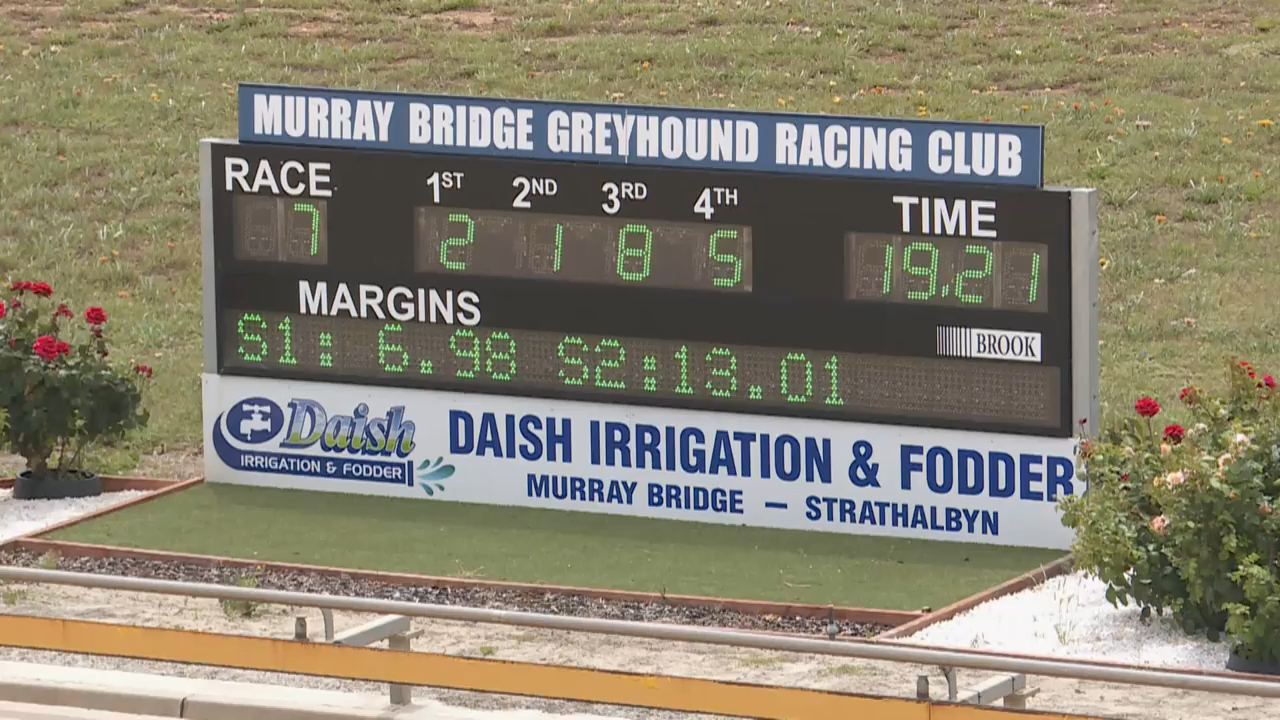 MURRAY BRIDGE GREYHOUND RACING CLUB
RACE 1ST 2ND 3RD 4TH TIME
7 2 1 8 5 19.21
MARGINS
BROOK
S1: 6.98 S2:13.01
Daish
IRRIGATION & FODDER
DAISH IRRIGATION & FODDER
MURRAY BRIDGE — STRATHALBYN